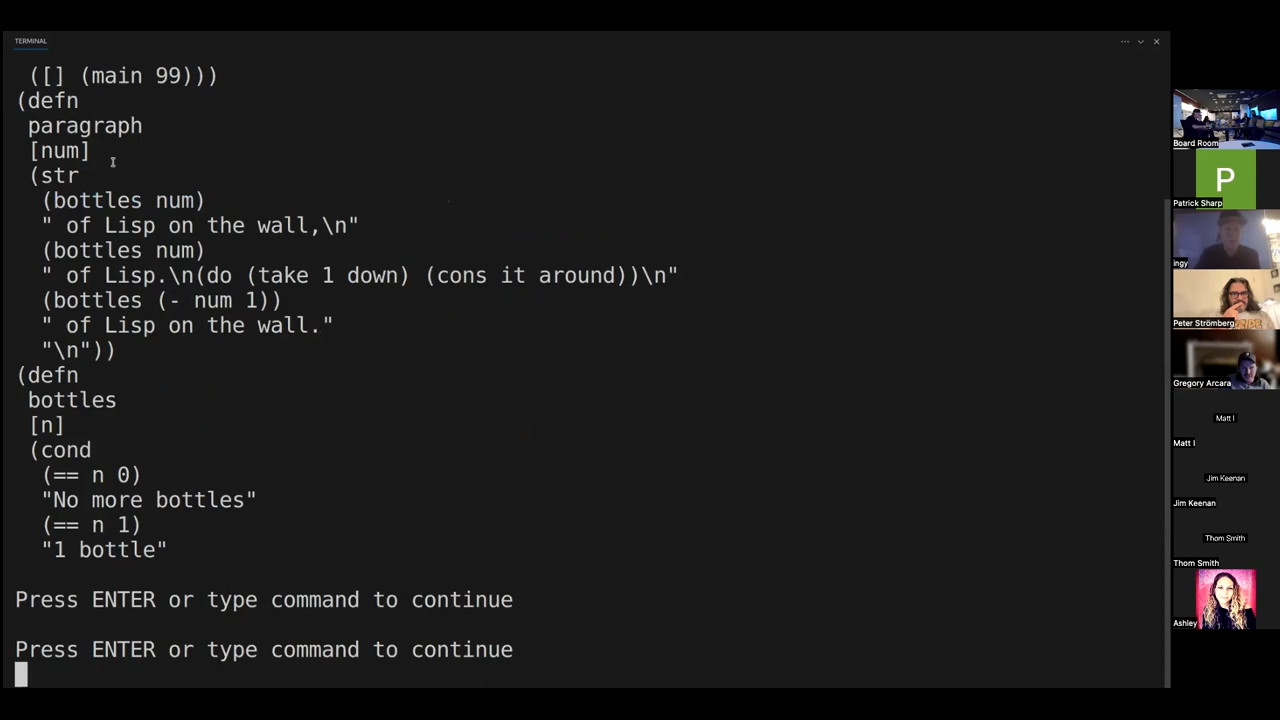 TERMINAL
([] (main 99)))
(defn
paragraph
[num]
(str
(bottles num)
" of Lisp on the wall,\n"
(bottles num)
" of Lisp.\n(do (take 1 down) (cons it around))\n"
(bottles (- num 1))
" of Lisp on the wall."
"\n"))
(defn
bottles
[n]
(cond
(== n 0)
"No more bottles"
(== n 1)
"1 bottle"
Press ENTER or type command to continue
Press ENTER or type command to continue
Board Room
P
Patrick Sharp
ingy
Peter Strömberg
Gregory Arcara
Matt I
Matt I
Jim Keenan
Jim Keenan
Thom Smith
Thom Smith
Ashley